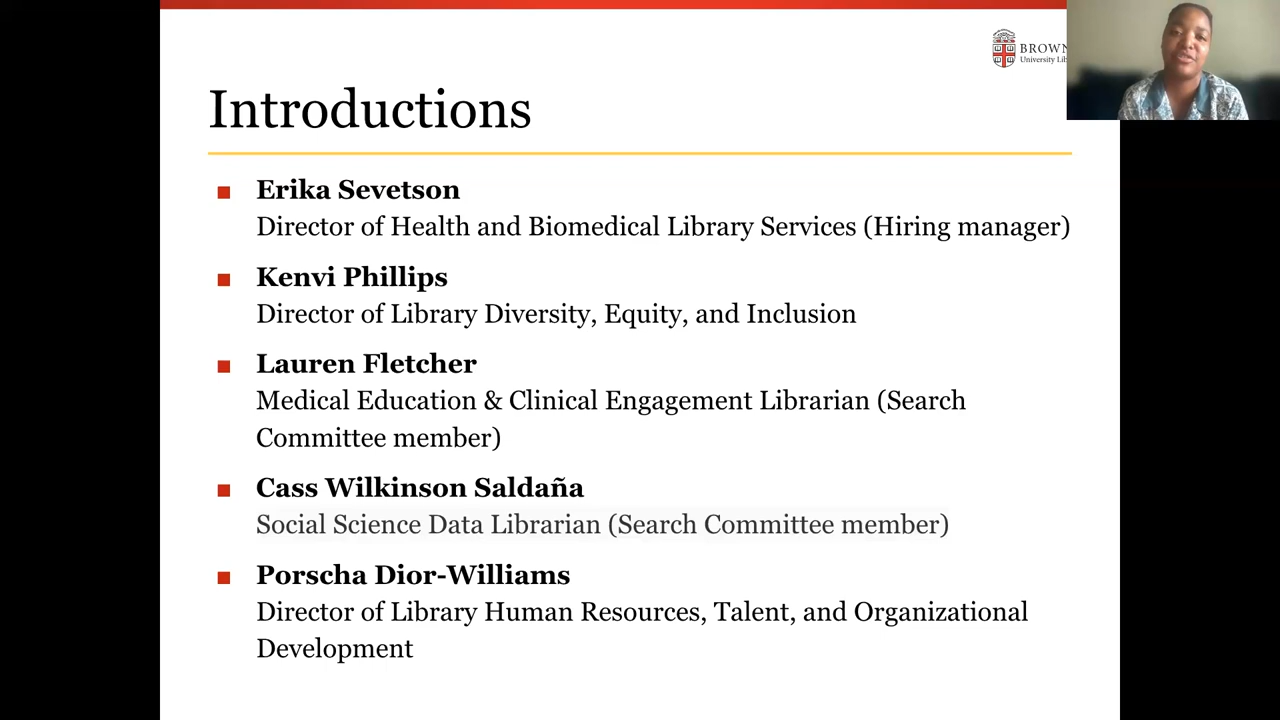 BROWN
University Lib
Introductions
Erika Sevetson
Director of Health and Biomedical Library Services (Hiring manager)
Kenvi Phillips
Director of Library Diversity, Equity, and Inclusion
Lauren Fletcher
Medical Education & Clinical Engagement Librarian (Search
Committee member)
Cass Wilkinson Saldaña
Social Science Data Librarian (Search Committee member)
Porscha Dior-Williams
Director of Library Human Resources, Talent, and Organizational
Development